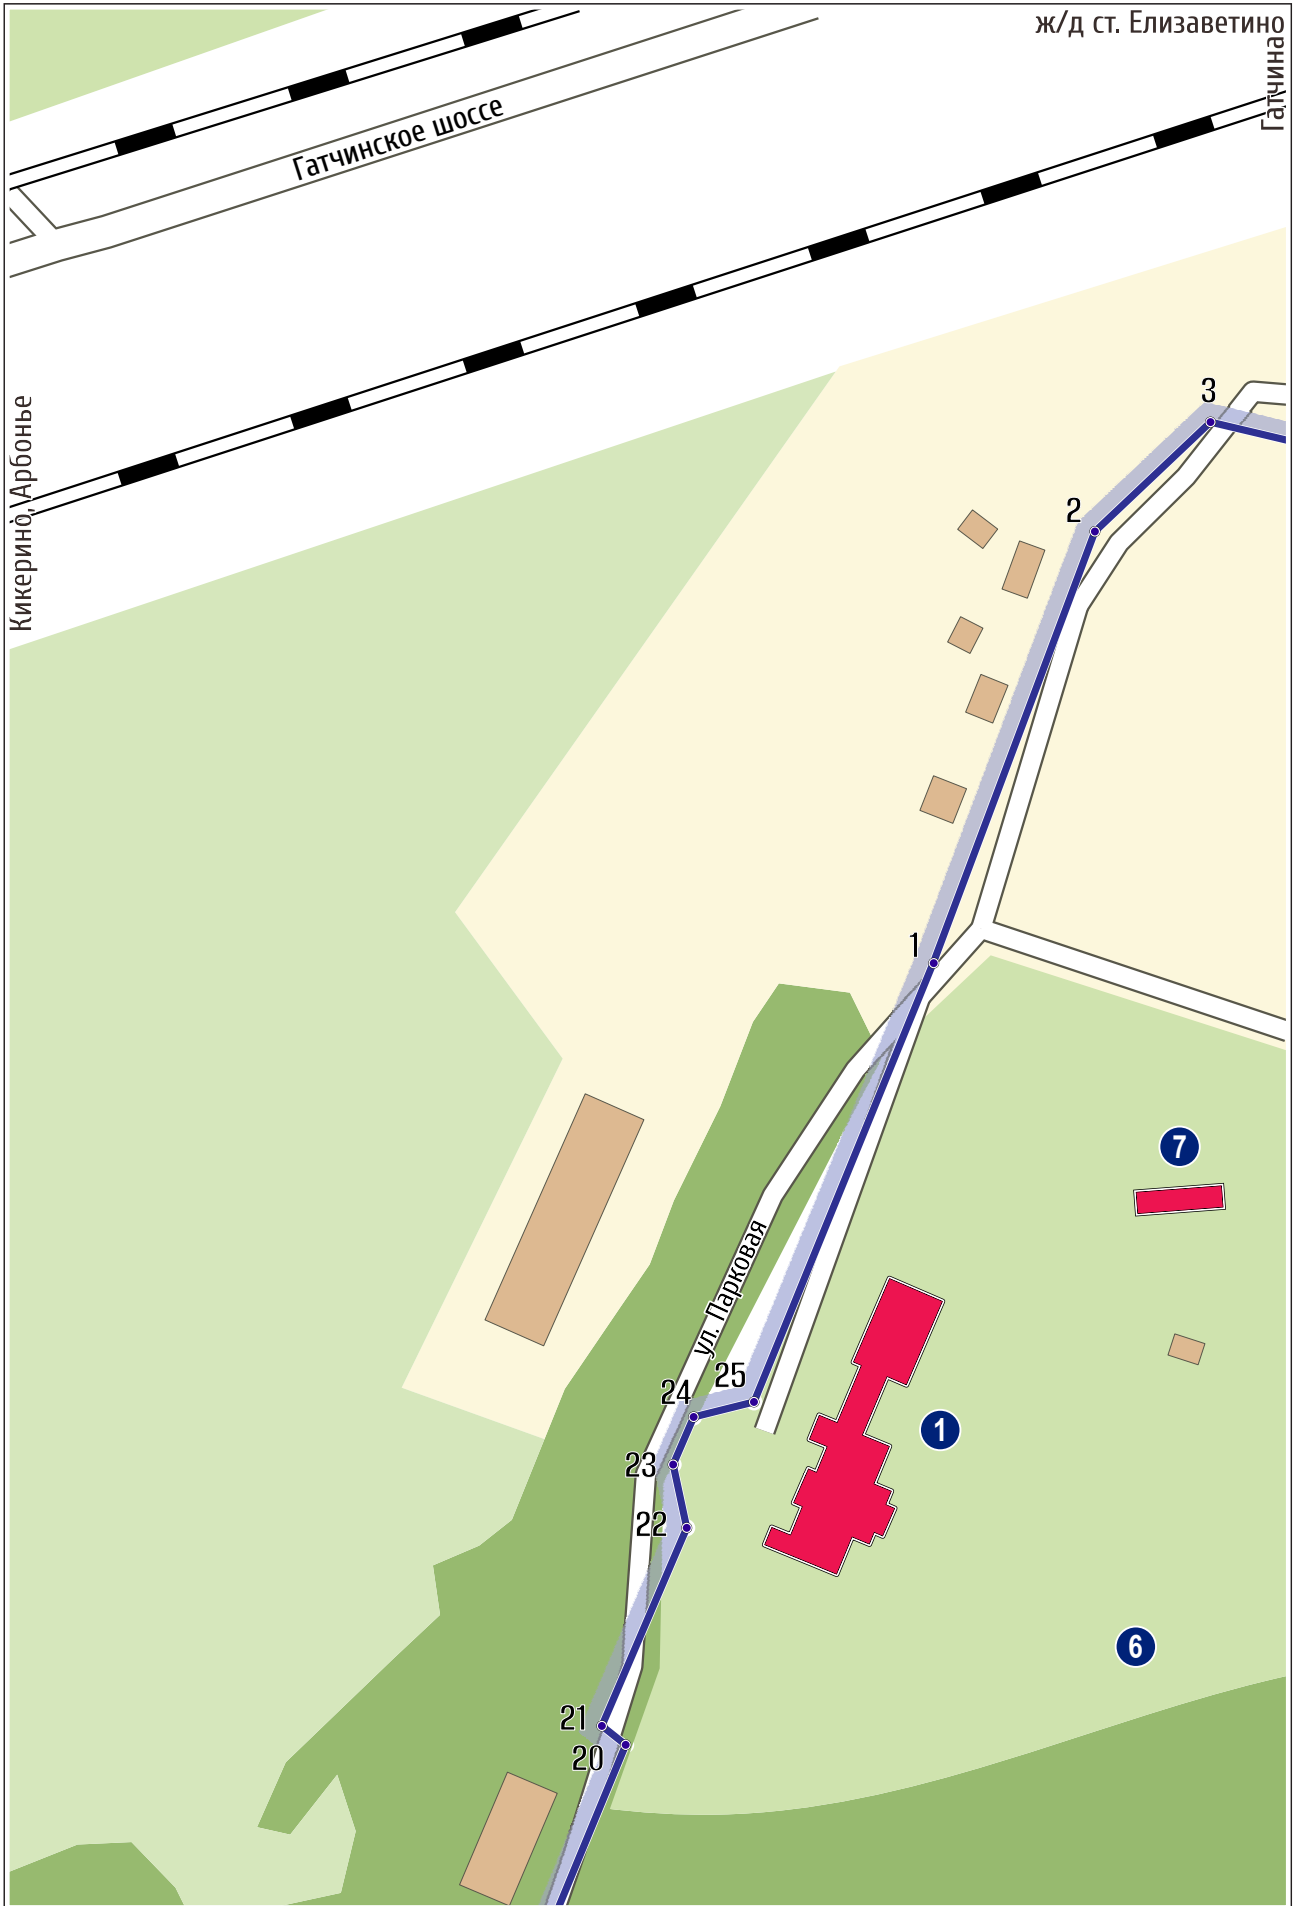 ж/д ст. Елизаветино
Гатчина
Гатчинское шоссе
Кикерино, Арбонье
3
2
1
7
ул. Парковая
25
24
1
23
22
6
21
20